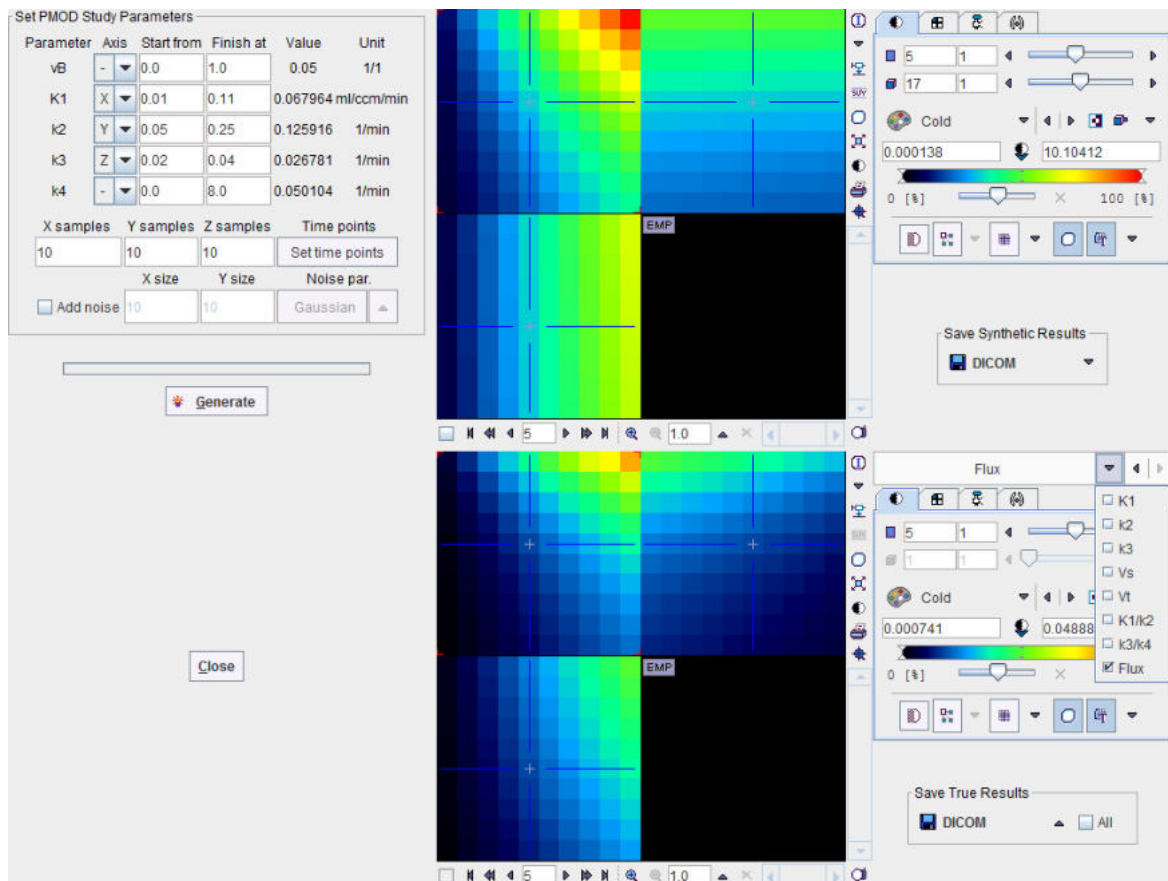 Set PMOD Study Parameters
Parameter Axis Start from Finish at Value Unit
vB - 0.0 1.0 0.05 1/1
K1 X 0.01 0.11 0.067964 ml/ccm/min
k2 Y 0.05 0.25 0.125916 1/min
k3 Z 0.02 0.04 0.026781 1/min
k4 - 0.0 8.0 0.050104 1/min
X samples Y samples Z samples Time points
10 10 10 Set time points
X size Y size Noise par.
Add noise 10 10 Gaussian
Generate
Close
EMP
5 1.0
SUV
5 1
17 1
Cold
0.000138 10.10412
0 [%] 100 [%]
Save Synthetic Results
DICOM
EMP
5 1.0
Flux
K1
k2
k3
Vs
Vt
K1/k2
k3/k4
Flux
5 1
1 1
Cold
0.000741 0.04888
0 [%]
Save True Results
DICOM All